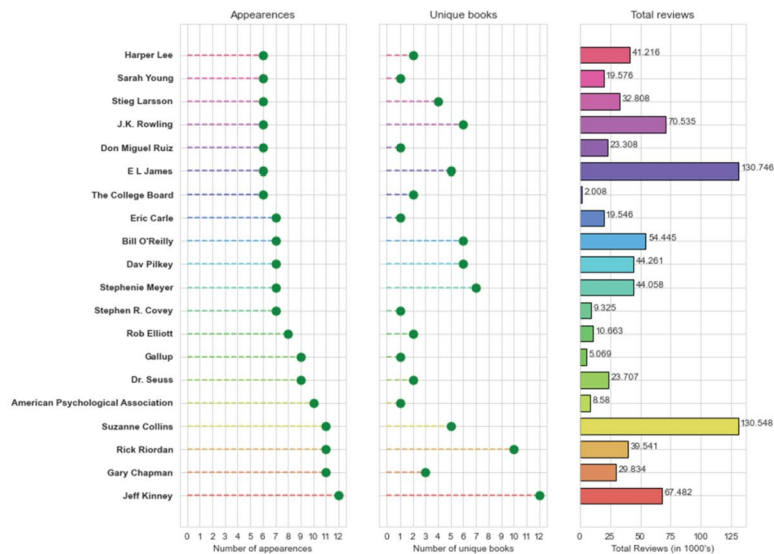 Appearences
Unique books
Total reviews
Harper Lee
41.216
Sarah Young
19.576
Stieg Larsson
32.808
J.K. Rowling
70.535
Don Miguel Ruiz
23.308
E L James
130.746
The College Board
2.008
Eric Carle
19.546
Bill O'Reilly
54.445
Dav Pilkey
44.261
Stephenie Meyer
44.058
Stephen R. Covey
9.325
Rob Elliott
10.663
Gallup
5.069
Dr. Seuss
23.707
American Psychological Association
8.58
Suzanne Collins
130.548
Rick Riordan
39.541
Gary Chapman
29.834
Jeff Kinney
67.482
0 1 2 3 4 5 6 7 8 9 10 11 12
0 1 2 3 4 5 6 7 8 9 10 11 12
0 25 50 75 100 125
Number of appearences
Number of unique books
Total Reviews (in 1000's)